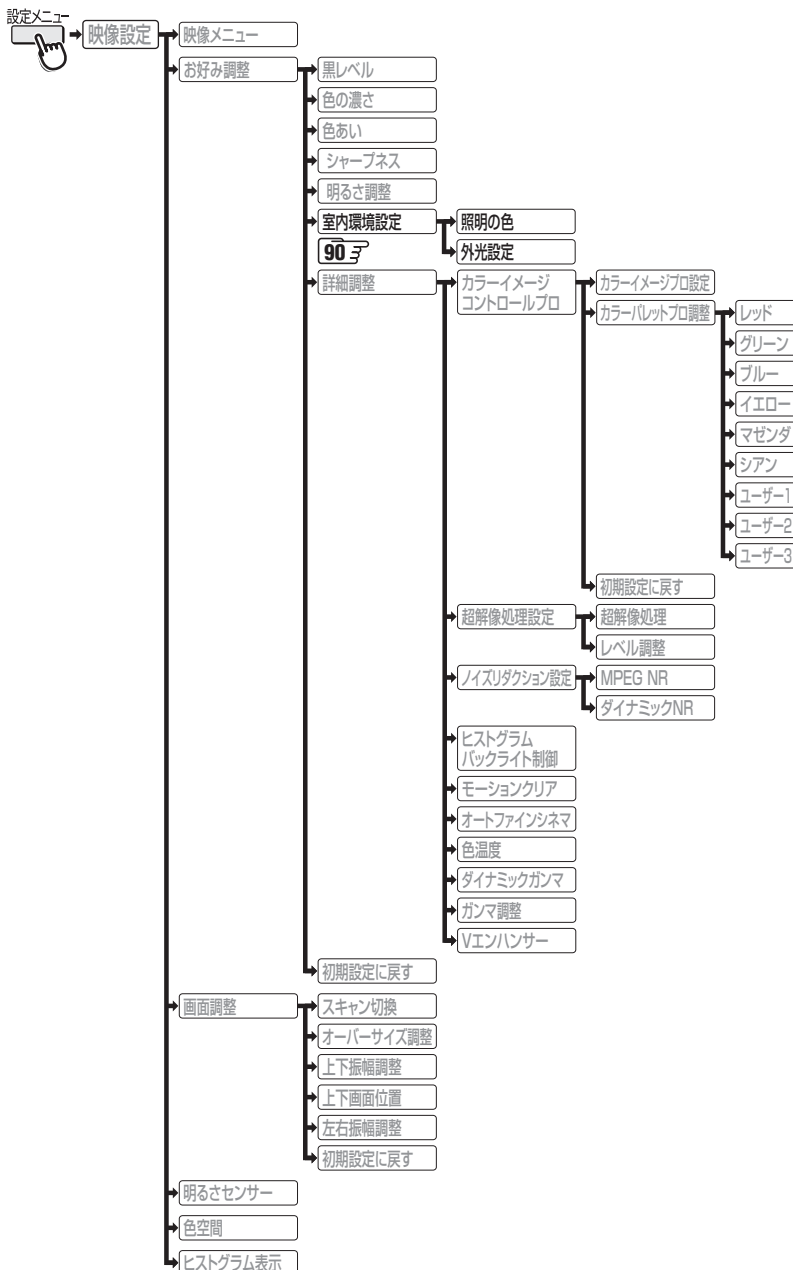 設定メニュー
映像設定
映像メニュー
お好み調整
黒レベル
色の濃さ
色あい
シャープネス
明るさ調整
室内環境設定
照明の色
90
外光設定
詳細調整
カラーイメージ
コントロールプロ
カラーイメージプロ設定
カラーパレットプロ調整
レッド
グリーン
ブルー
イエロー
マゼンダ
シアン
ユーザー1
ユーザー2
ユーザー3
初期設定に戻す
超解像処理設定
超解像処理
レベル調整
ノイズリダクション設定
MPEG NR
ダイナミックNR
ヒストグラム
バックライト制御
モーションクリア
オートファインシネマ
色温度
ダイナミックガンマ
ガンマ調整
Vエンハンサー
初期設定に戻す
画面調整
スキャン切換
オーバーサイズ調整
上下振幅調整
上下画面位置
左右振幅調整
初期設定に戻す
明るさセンサー
色空間
ヒストグラム表示